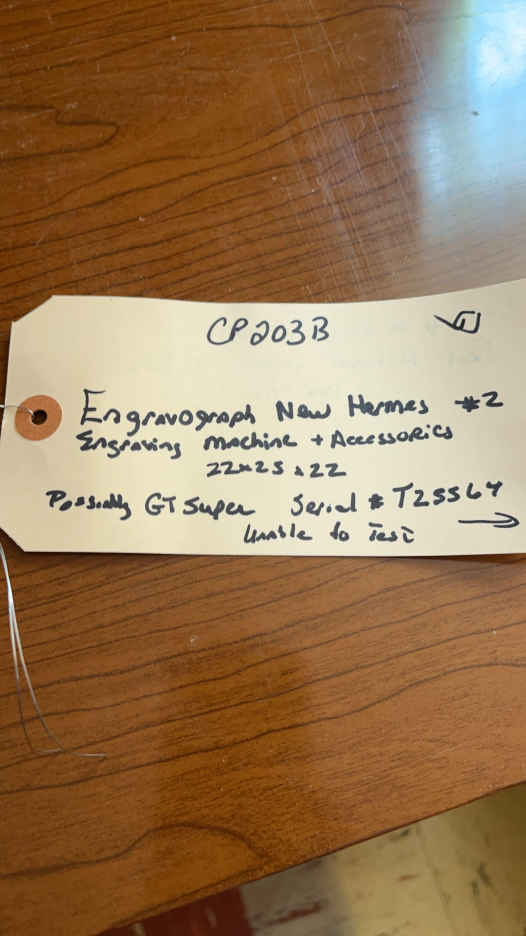 CP203B
Engravograph New Hermes #2
Engraving machine + Accessories
22x25x22
Possibly GT Super Serial # T25564
Unable to Test